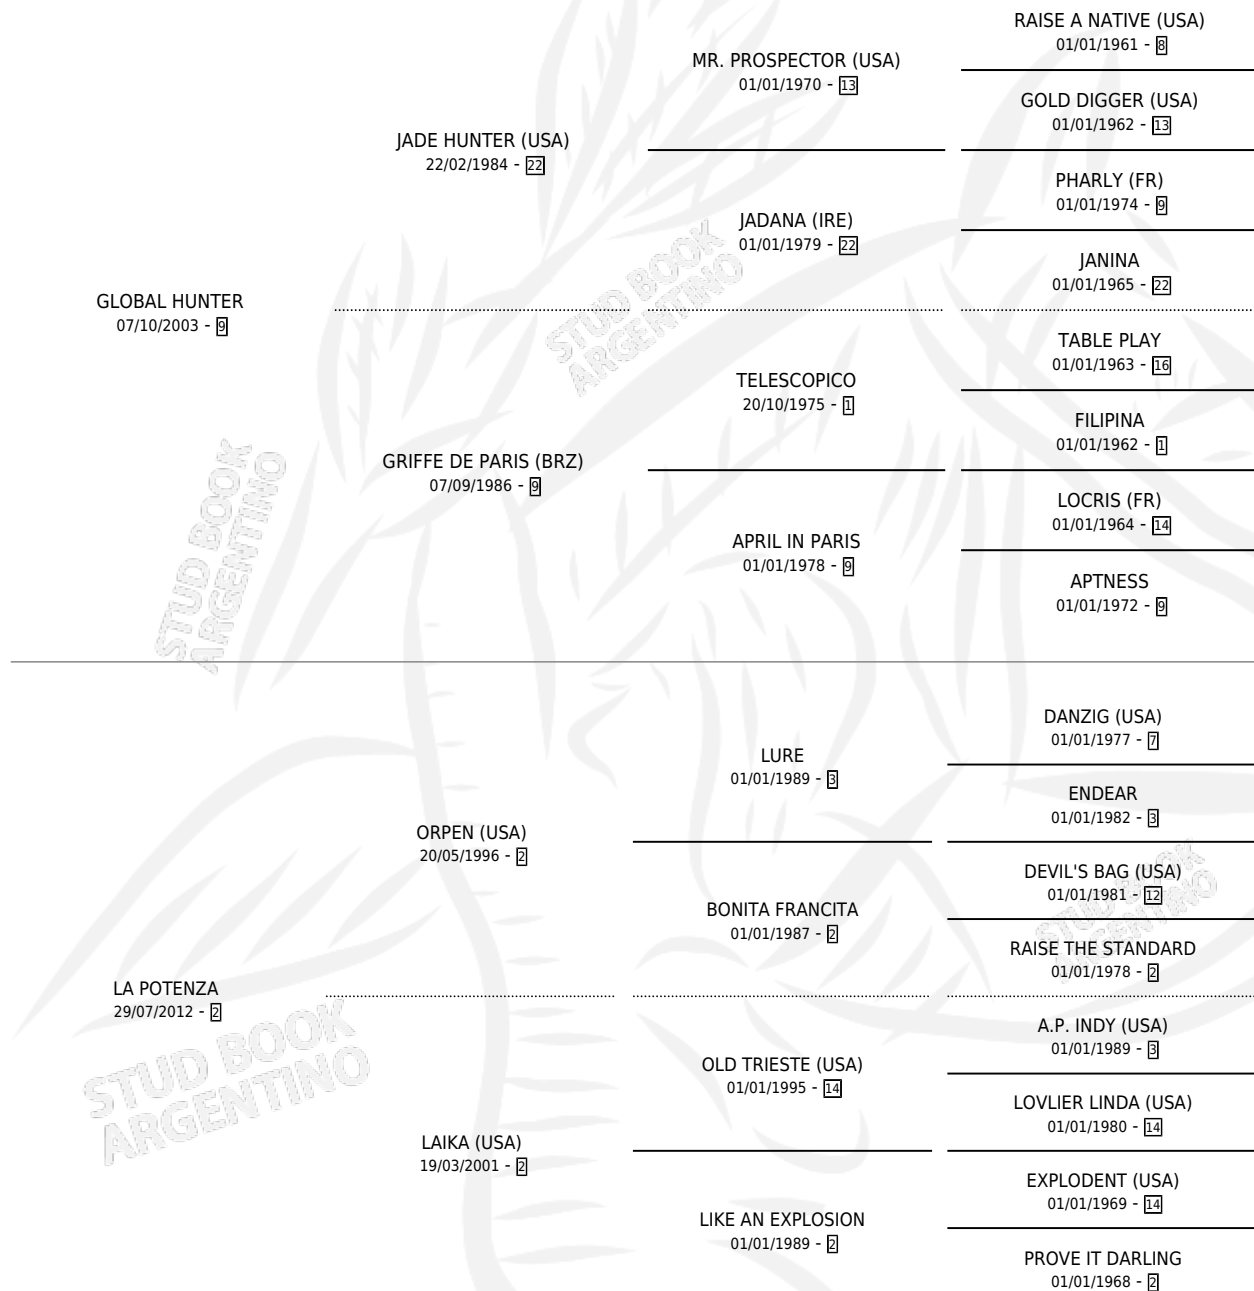 RAISE A NATIVE (USA)
01/01/1961 - 8
MR. PROSPECTOR (USA)
01/01/1970 - 13
GOLD DIGGER (USA)
01/01/1962 - 13
JADE HUNTER (USA)
22/02/1984 - 22
PHARLY (FR)
01/01/1974 - 9
JADANA (IRE)
01/01/1979 - 22
JANINA
01/01/1965 - 22
GLOBAL HUNTER
07/10/2003 - 9
STUD BOOK
ARGENTINO
TABLE PLAY
01/01/1963 - 16
TELESCOPICO
20/10/1975 - 1
FILIPINA
01/01/1962 - 1
GRIFFE DE PARIS (BRZ)
07/09/1986 - 9
LOCRIS (FR)
01/01/1964 - 14
APRIL IN PARIS
01/01/1978 - 9
APTNESS
01/01/1972 - 9
STUD BOOK
ARGENTINO
DANZIG (USA)
01/01/1977 - 7
LURE
01/01/1989 - 3
ENDEAR
01/01/1982 - 3
ORPEN (USA)
20/05/1996 - 2
DEVIL'S BAG (USA)
01/01/1981 - 12
BONITA FRANCITA
01/01/1987 - 2
RAISE THE STANDARD
01/01/1978 - 2
STUD BOOK
ARGENTINO
LA POTENZA
29/07/2012 - 2
A.P. INDY (USA)
01/01/1989 - 3
OLD TRIESTE (USA)
01/01/1995 - 14
LOVLIER LINDA (USA)
01/01/1980 - 14
STUD BOOK
ARGENTINO
LAIKA (USA)
19/03/2001 - 2
EXPLODENT (USA)
01/01/1969 - 14
LIKE AN EXPLOSION
01/01/1989 - 2
PROVE IT DARLING
01/01/1968 - 2